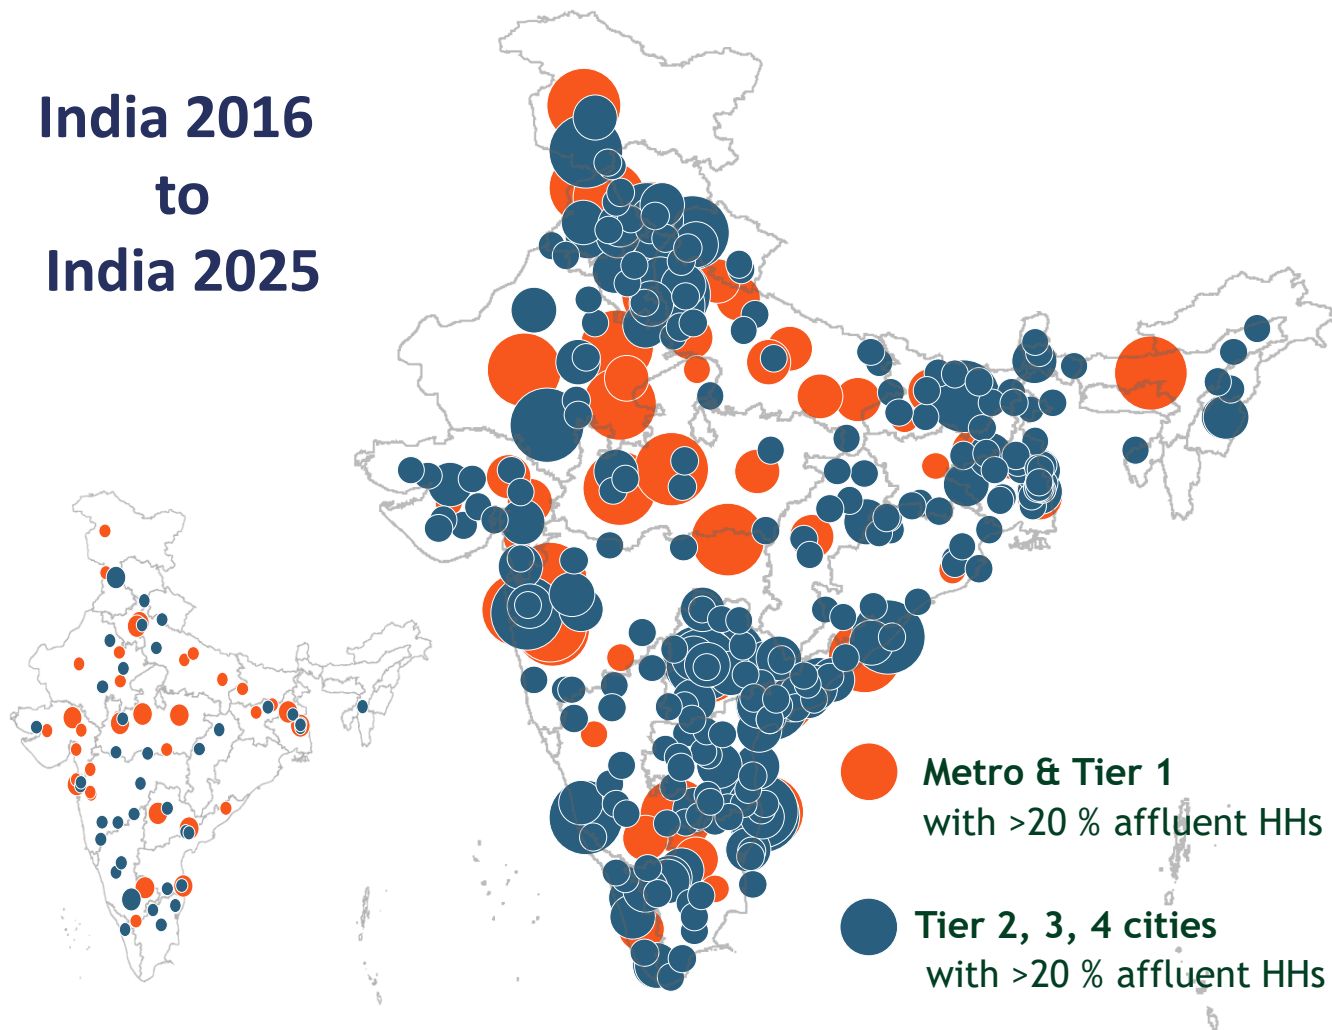 India 2016
to
India 2025
Metro & Tier 1
with >20 % affluent HHs
Tier 2, 3, 4 cities
with >20 % affluent HHs